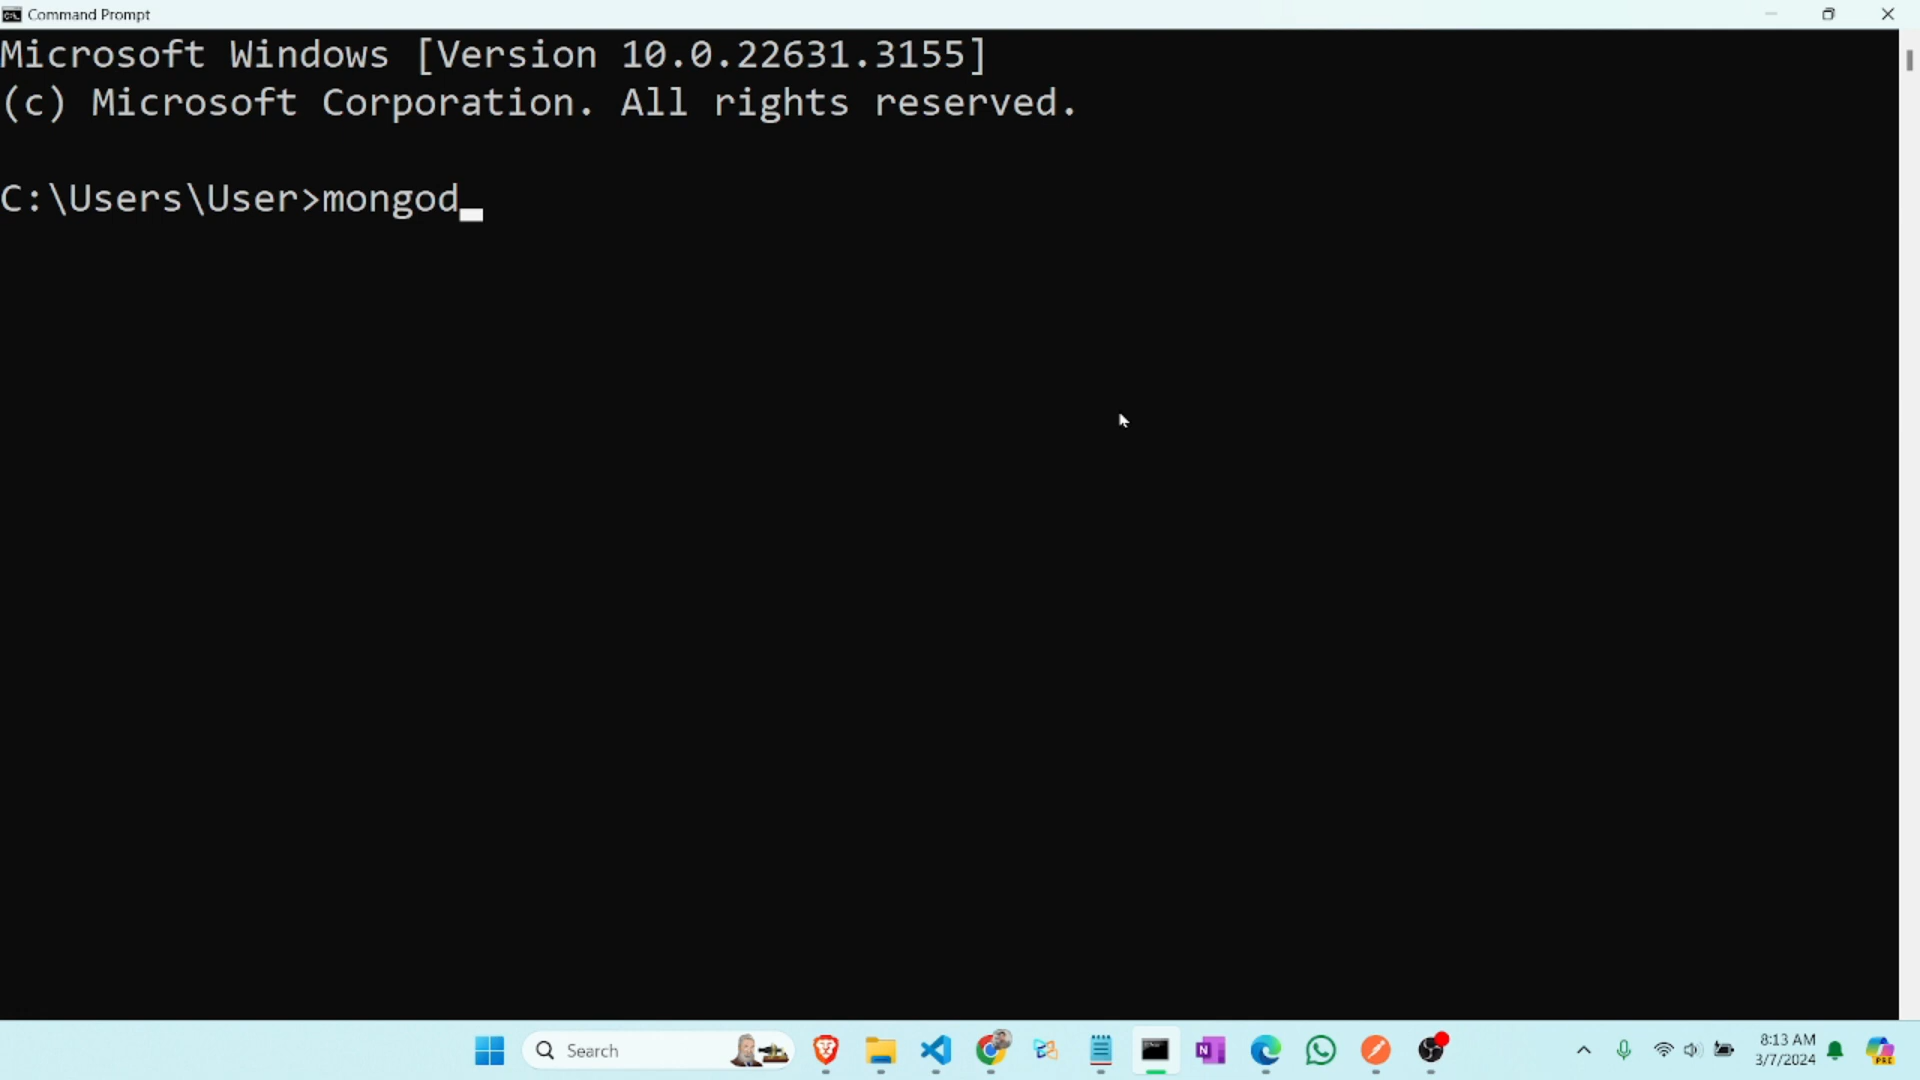 Command Prompt
Microsoft Windows [Version 10.0.22631.3155]
(c) Microsoft Corporation. All rights reserved.
C:\Users\User>mongod
Search
8:13 AM
3/7/2024
PRE